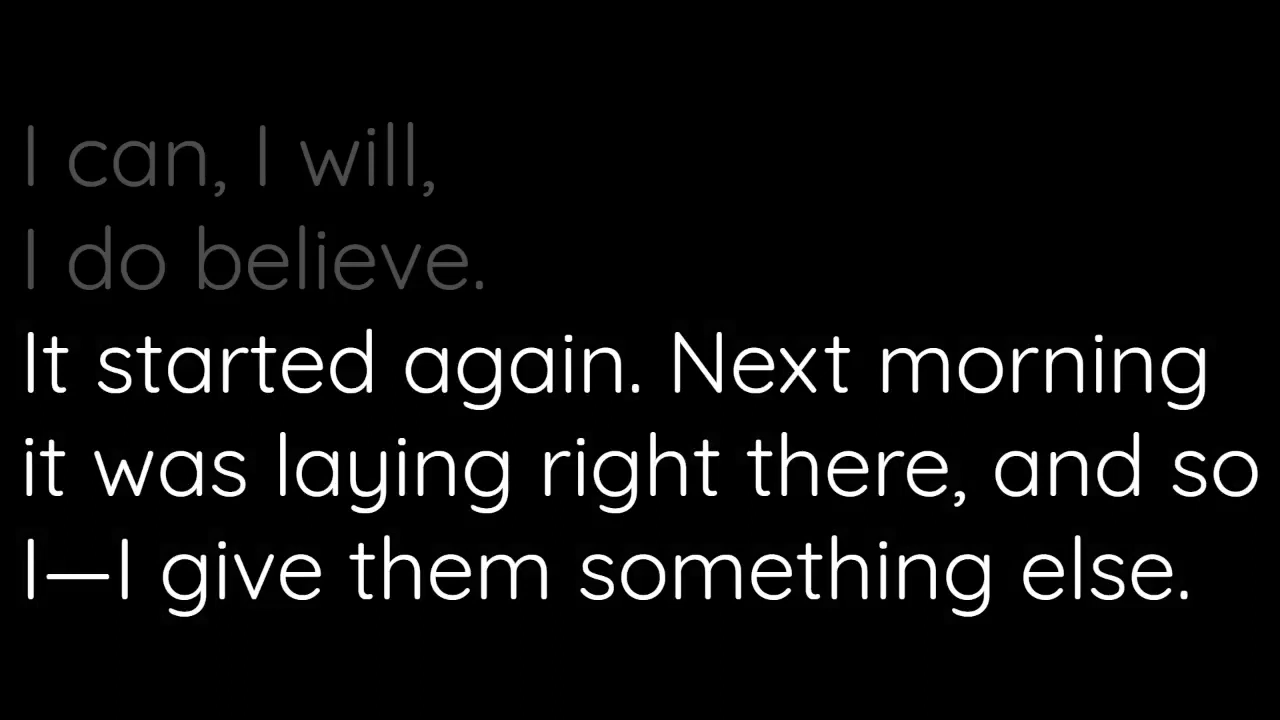 I can, I will,
I do believe.
It started again. Next morning
it was laying right there, and so
I—I give them something else.